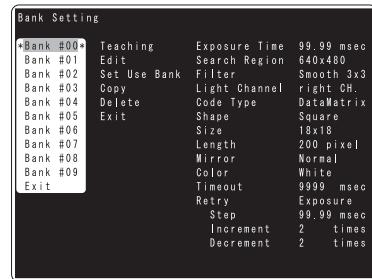 Bank Setting
*Bank #00* Teaching Exposure Time 99.99 msec
Bank #01 Edit Search Region 640x480
Bank #02 Set Use Bank Filter Smooth 3x3
Bank #03 Copy Light Channel right CH.
Bank #04 Delete Code Type DataMatrix
Bank #05 Exit Shape Square
Bank #06 Size 18x18
Bank #07 Length 200 pixel
Bank #08 Mirror Normal
Bank #09 Color White
Exit Timeout 9999 msec
Retry Exposure
Step 99.99 msec
Increment 2 times
Decrement 2 times